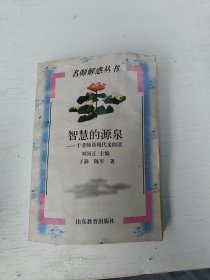 名师解惑丛书
智慧的源泉
——于老师谈现代文阅读
刘国正 主编
于漪 陈军 著
山东教育出版社